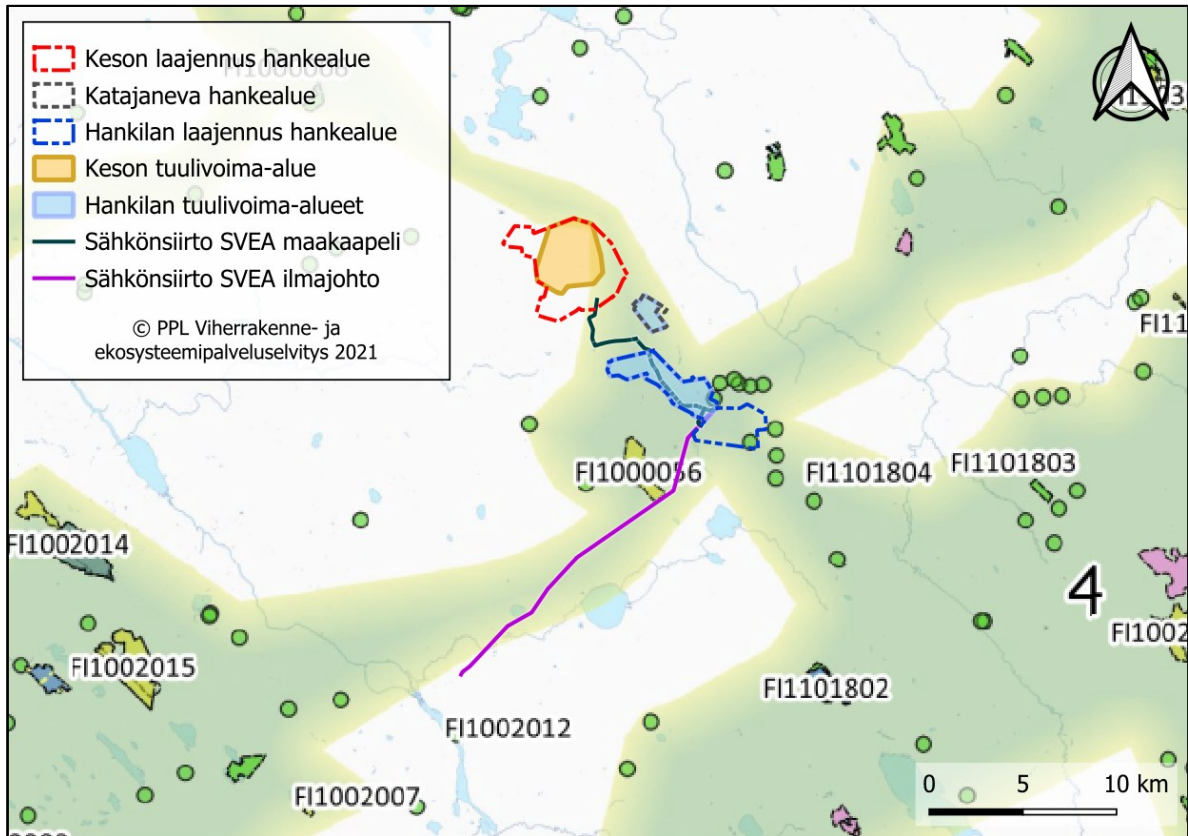 Keson laajennus hankealue
Katajaneva hankealue
Hankilan laajennus hankealue
Keson tuulivoima-alue
Hankilan tuulivoima-alueet
Sähkönsiirto SVEA maakaapeli
Sähkönsiirto SVEA ilmajohto
© PPL Viherrakenne- ja
ekosysteemipalveluselvitys 2021
FI1000056
FI1101804
FI1101803
FI1002014
4
FI1002015
FI1101802
FI1002012
FI1002007
0 5 10 km